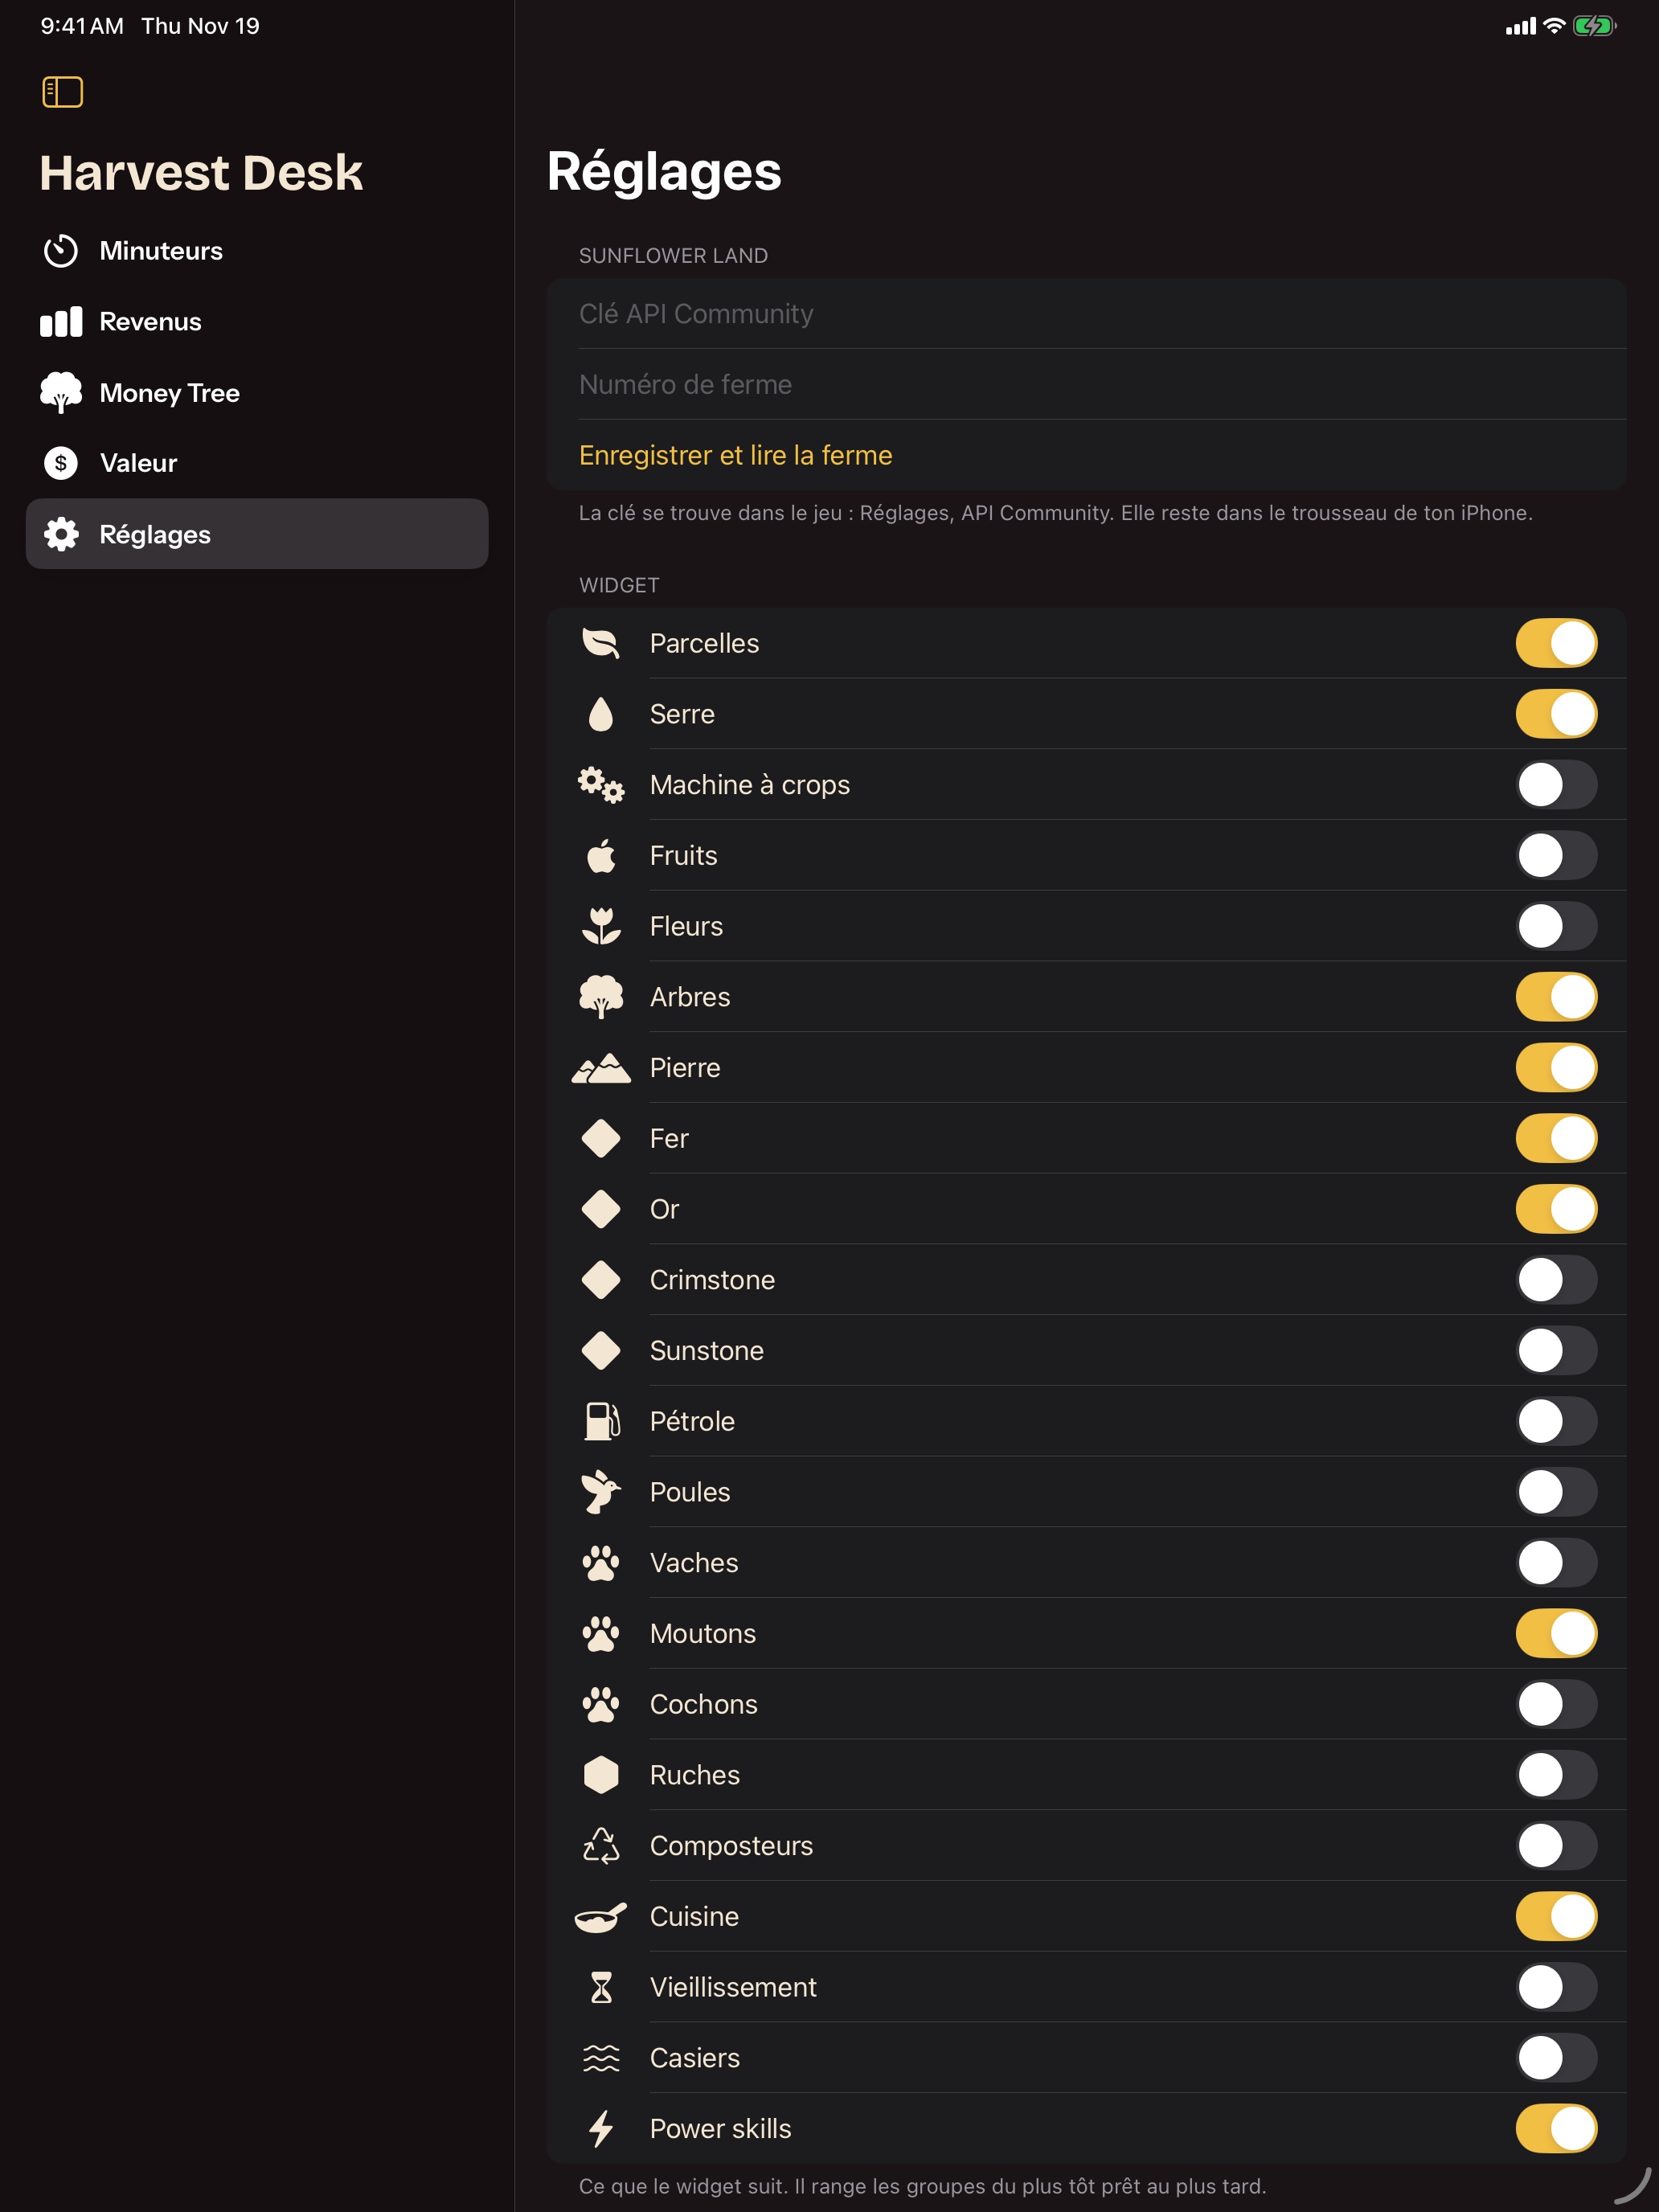 9:41 AM Thu Nov 19
Harvest Desk
Minuteurs
Revenus
Money Tree
$
Valeur
Réglages
Réglages
SUNFLOWER LAND
Clé API Community
Numéro de ferme
Enregistrer et lire la ferme
La clé se trouve dans le jeu : Réglages, API Community. Elle reste dans le trousseau de ton iPhone.
WIDGET
Parcelles
Serre
Machine à crops
Fruits
Fleurs
Arbres
Pierre
Fer
Or
Crimstone
Sunstone
Pétrole
Poules
Vaches
Moutons
Cochons
Ruches
Composteurs
Cuisine
Vieillissement
Casiers
Power skills
Ce que le widget suit. Il range les groupes du plus tôt prêt au plus tard.